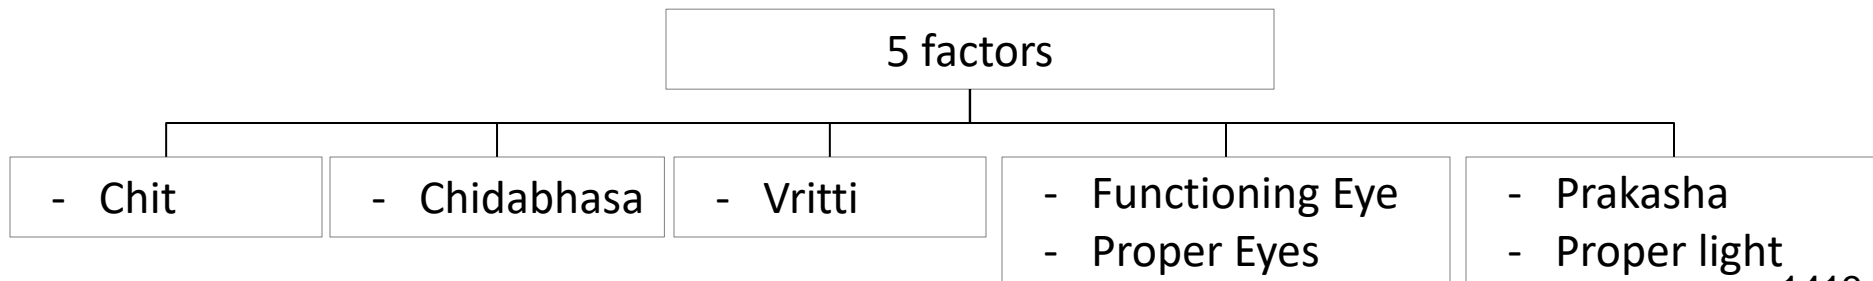 5 factors
- Chit
- Chidabhasa
- Vritti
- Functioning Eye
- Proper Eyes
- Prakasha
- Proper light